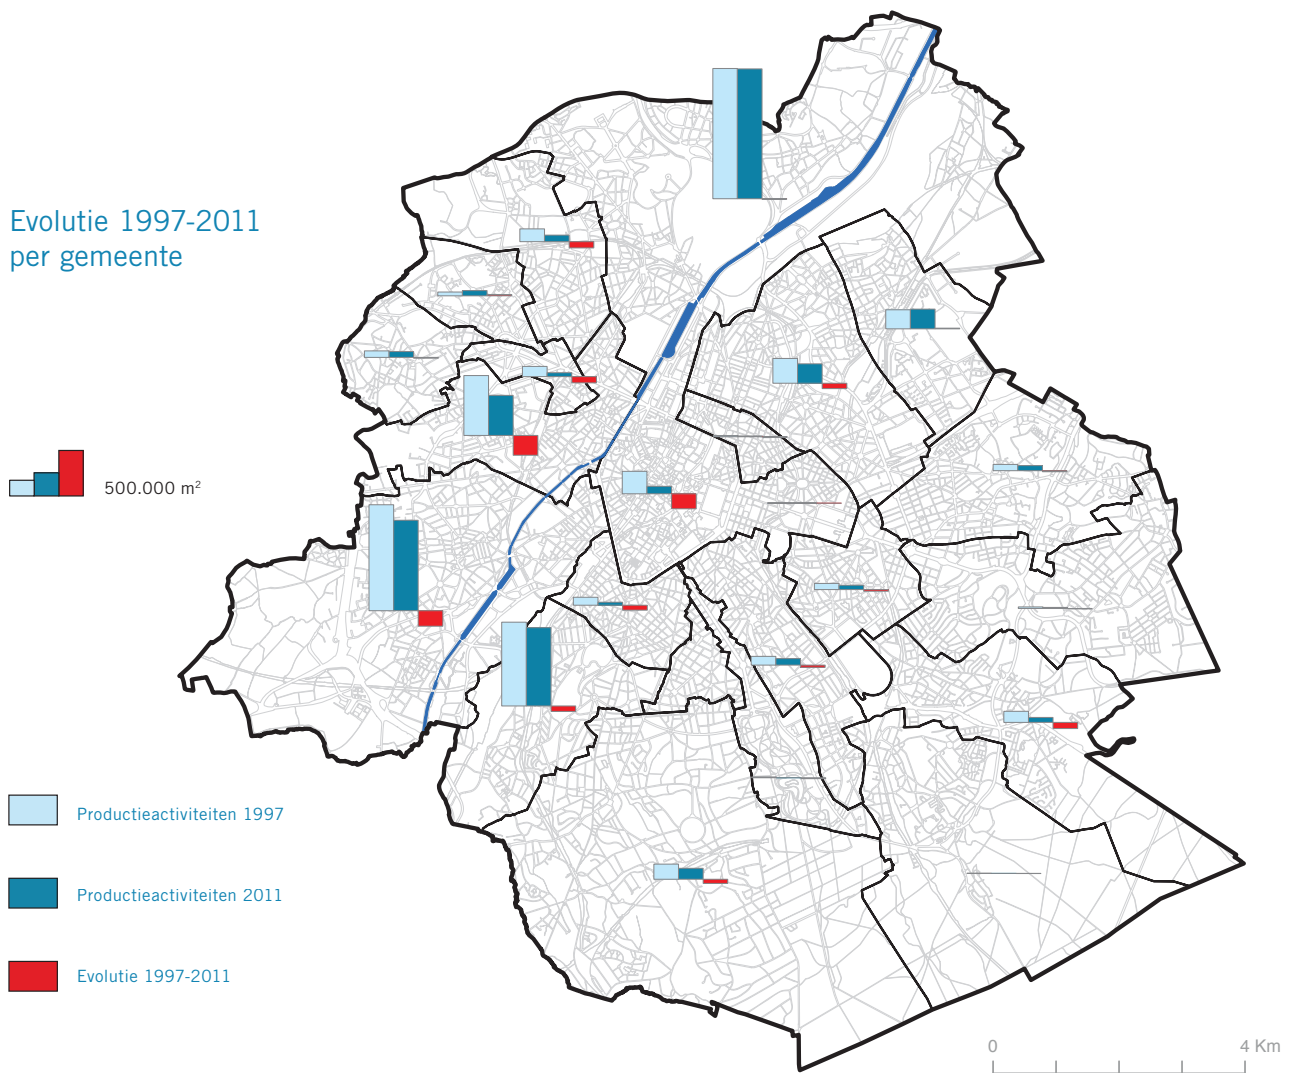 Evolutie 1997-2011
per gemeente
500.000 m²
Productieactiviteiten 1997
Productieactiviteiten 2011
Evolutie 1997-2011
0 4 Km